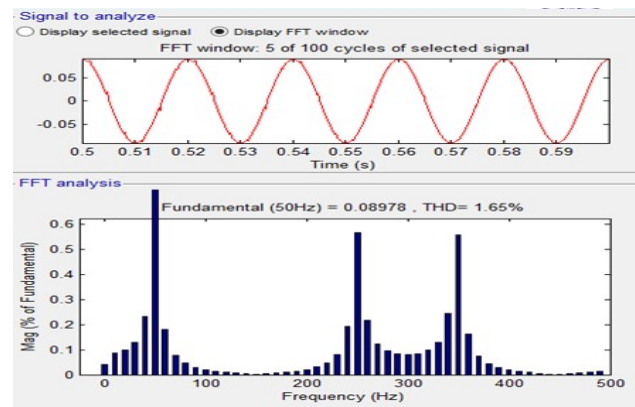 Signal to analyze
Display selected signal Display FFT window
FFT window: 5 of 100 cycles of selected signal
0.05
0
-0.05
0.5 0.51 0.52 0.53 0.54 0.55 0.56 0.57 0.58 0.59
Time (s)
FFT analysis
Fundamental (50Hz) = 0.08978 , THD= 1.65%
Mag (% of Fundamental)
0.6
0.5
0.4
0.3
0.2
0.1
0
0 100 200 300 400 500
Frequency (Hz)